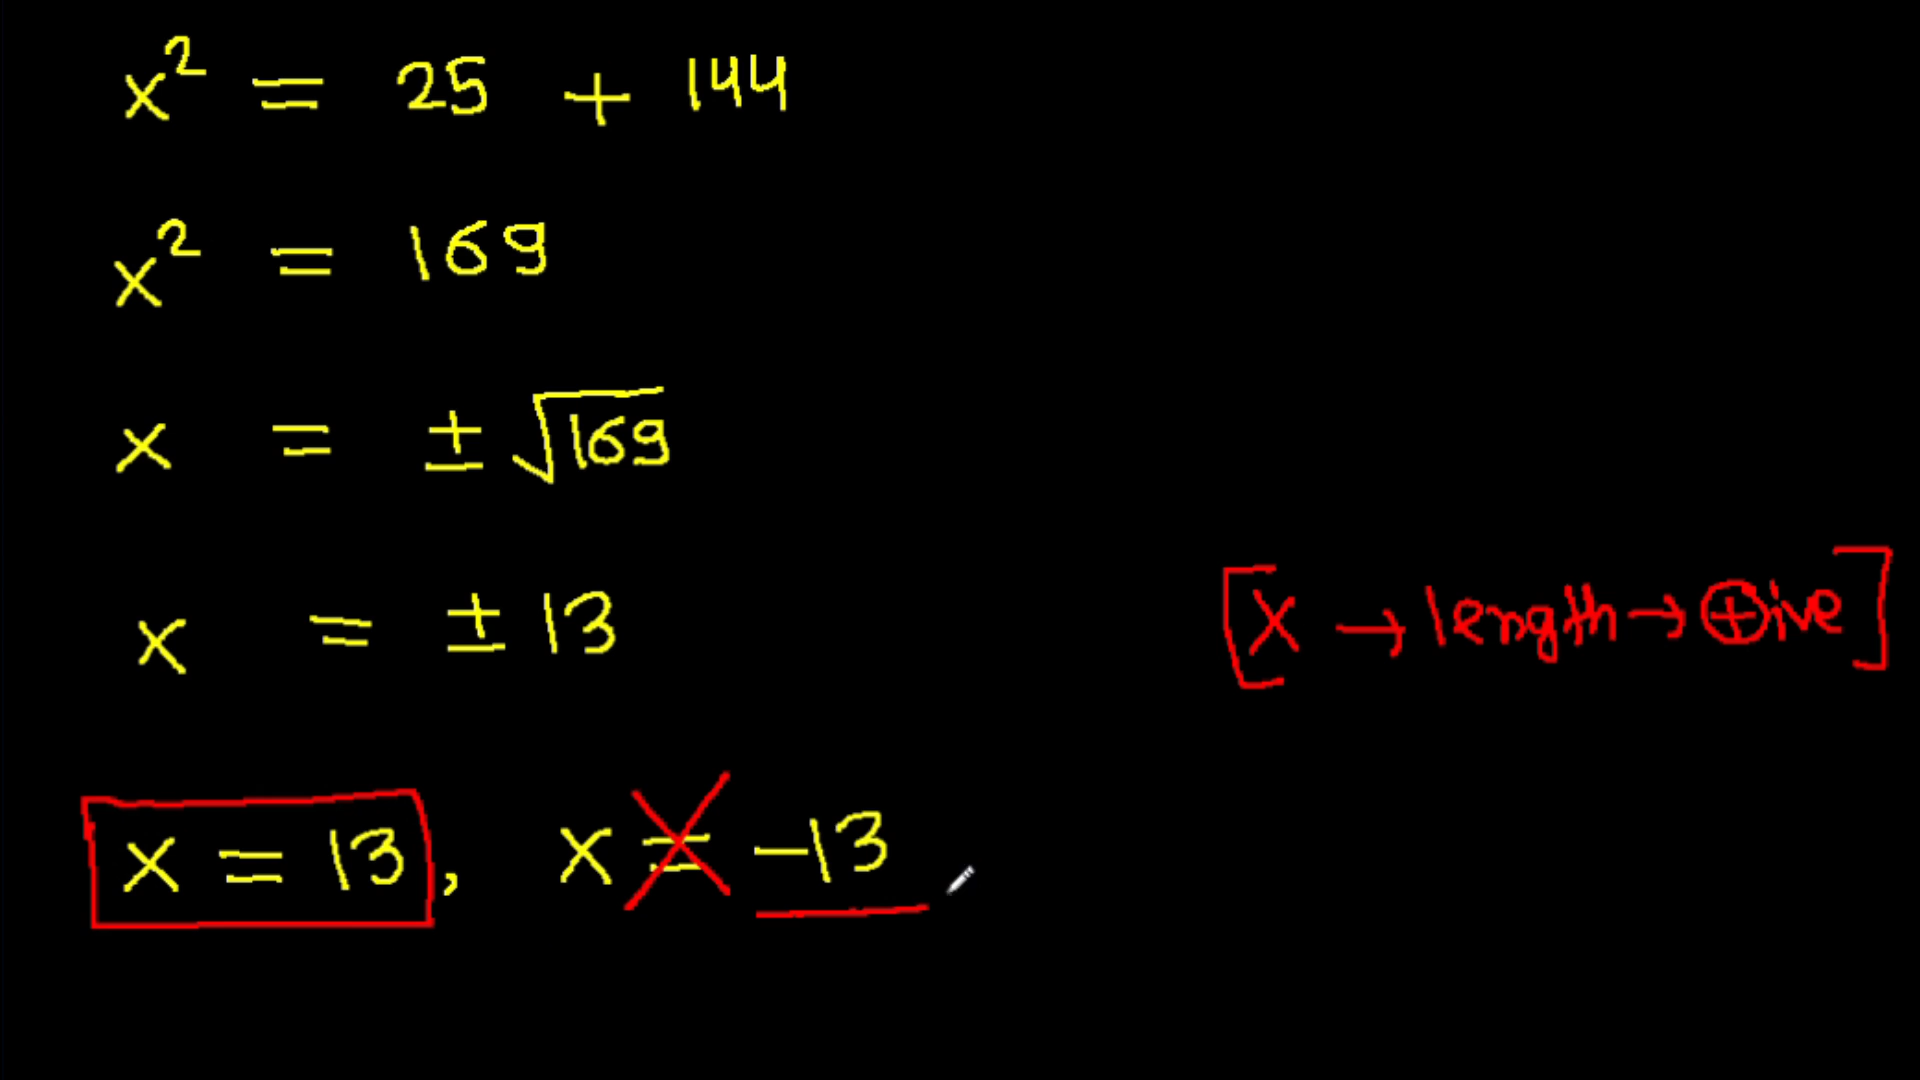 x² = 25 + 144
x² = 169
x = ± √169
x = ± 13
[x → length → ⊕ive]
x = 13, x = -13